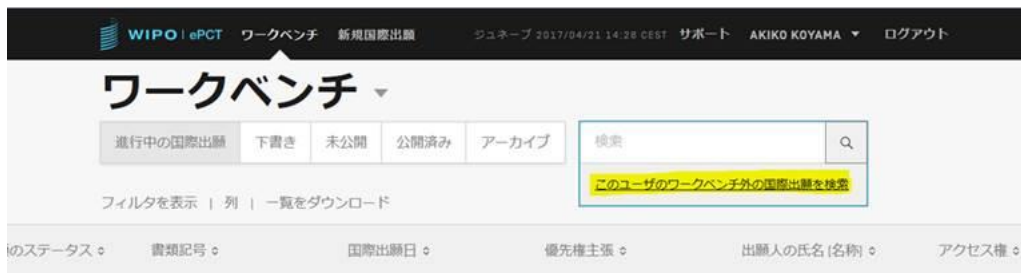 WIPO | ePCT ワークベンチ 新規国際出願 ジュネーブ 2017/04/21 14:28 CEST サポート AKIKO KOYAMA ログアウト
ワークベンチ
進行中の国際出願 下書き 未公開 公開済み アーカイブ 検索
このユーザのワークベンチ外の国際出願を検索
フィルタを表示 | 列 | 一覧をダウンロード
のステータス 書類記号 国際出願日 優先権主張 出願人の氏名 [名称] アクセス権